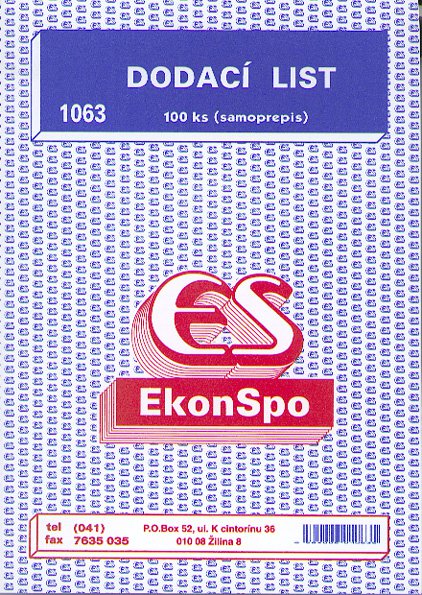 DODACÍ LIST
1063
100 ks (samoprepis)
ES
EkonSpo
tel (041)
fax 7635 035
P.O.Box 52, ul. K cintorínu 36
010 08 Žilina 8